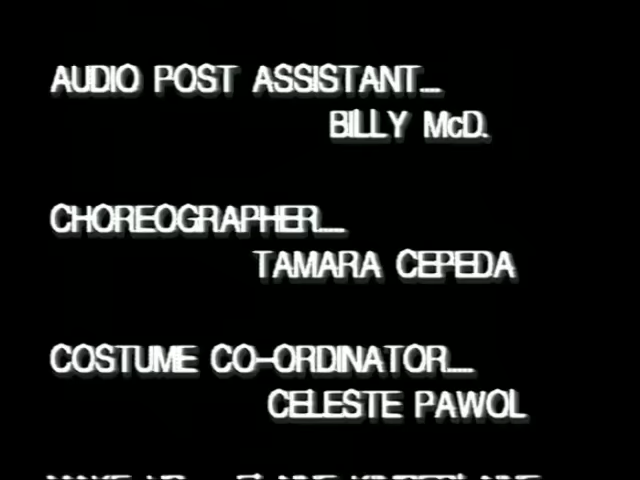 AUDIO POST ASSISTANT....
BILLY McD.
CHOREOGRAPHER....
TAMARA CEPEDA
COSTUME CO-ORDINATOR....
CELESTE PAWOL